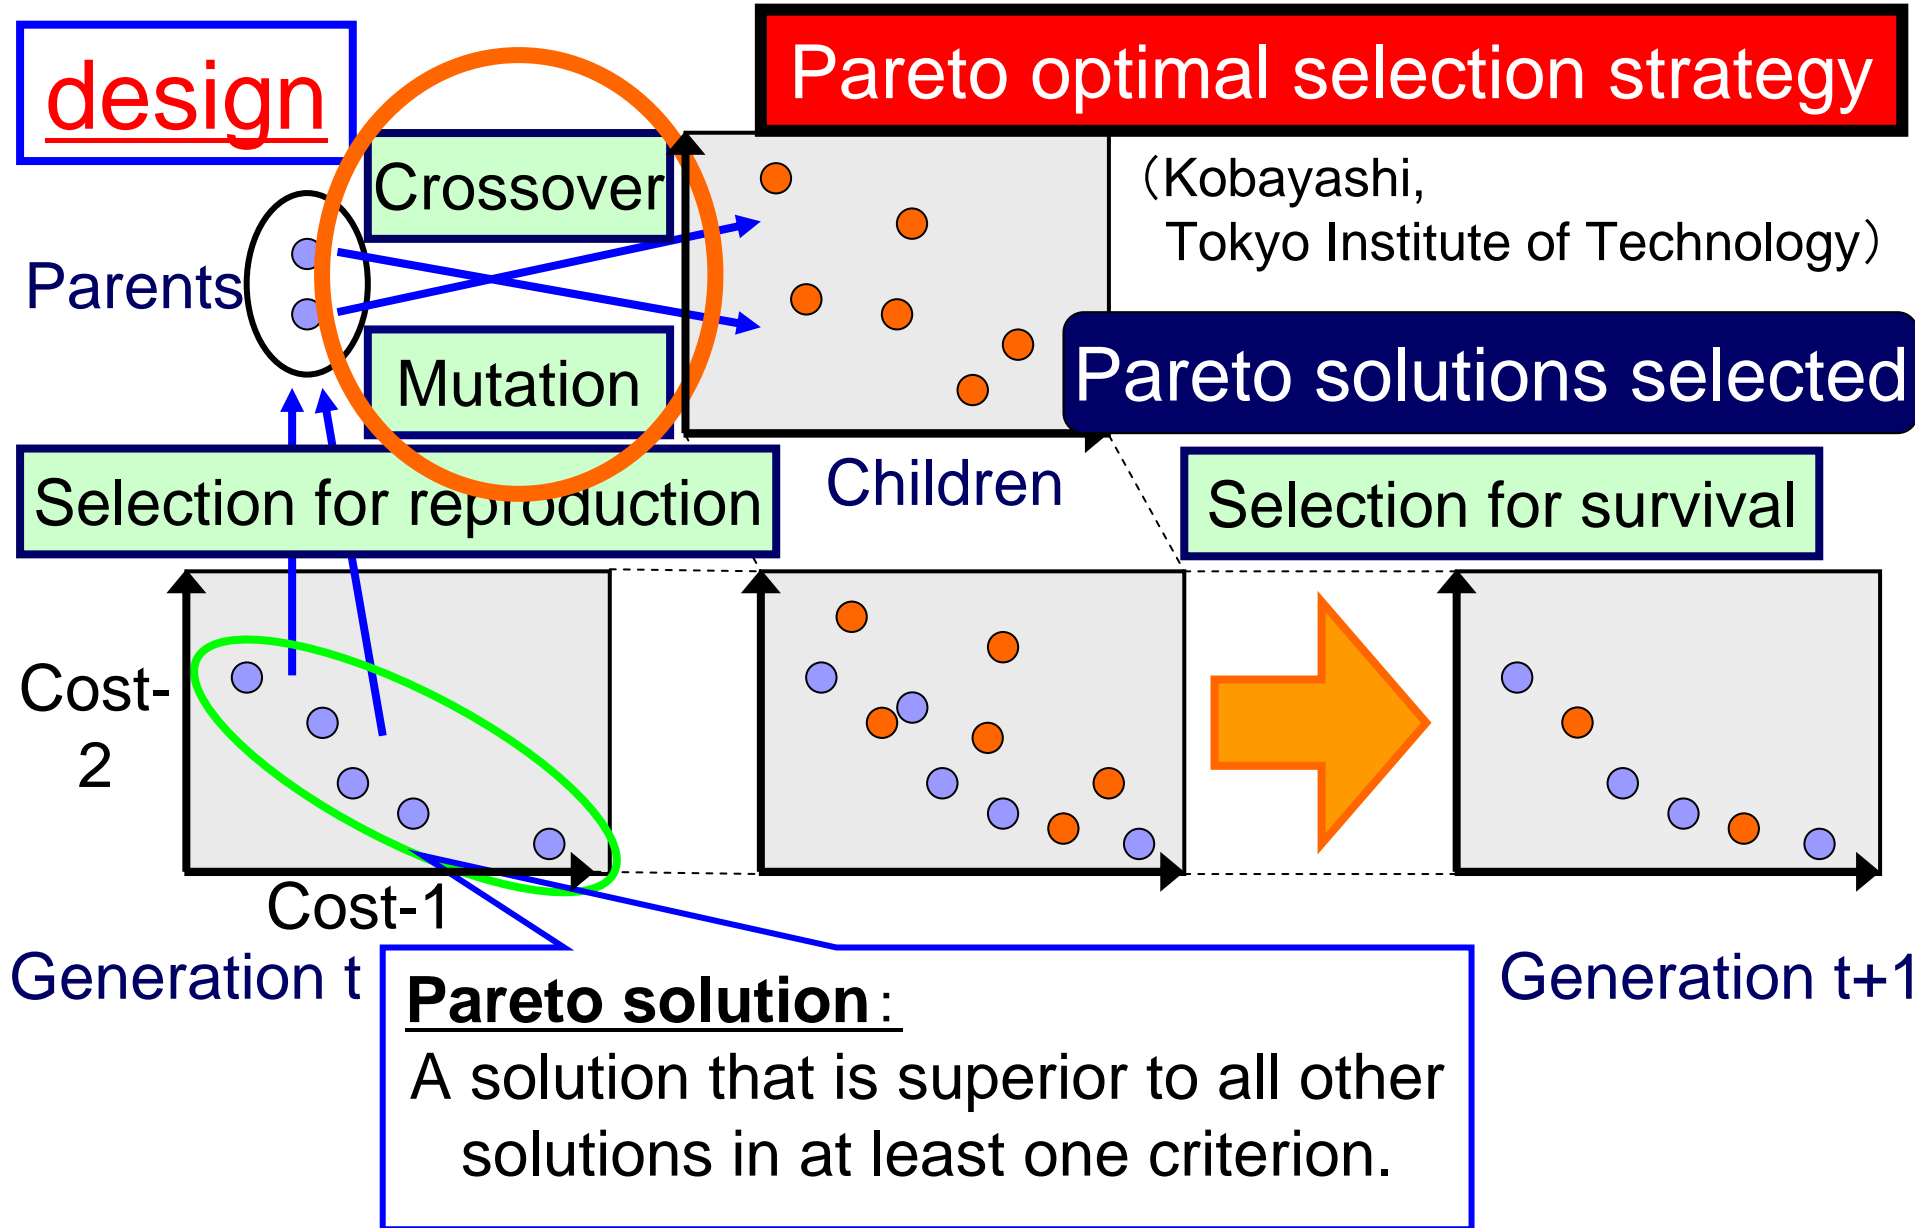 design
Pareto optimal selection strategy
（Kobayashi,
Tokyo Institute of Technology）
Crossover
Parents
Mutation
Pareto solutions selected
Selection for reproduction
Children
Selection for survival
Cost-
2
Cost-1
Generation t
Generation t+1
Pareto solution：
A solution that is superior to all other
solutions in at least one criterion.